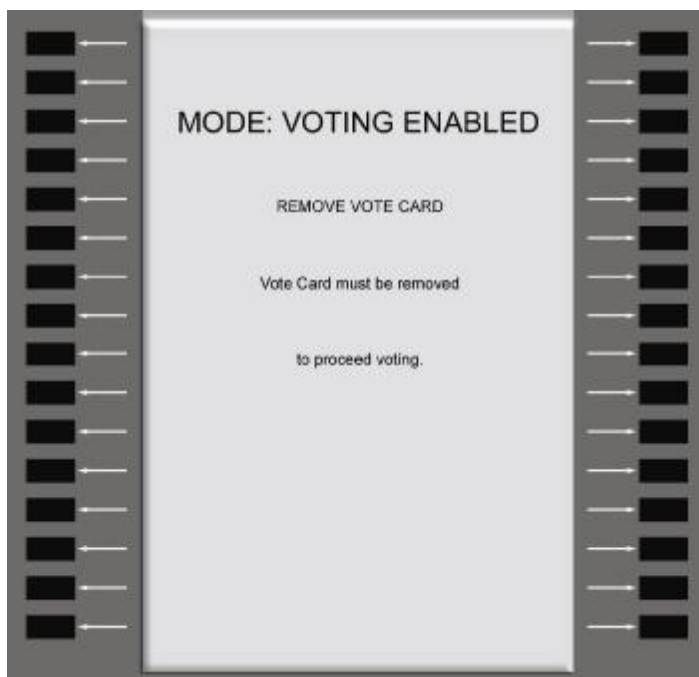 MODE: VOTING ENABLED
REMOVE VOTE CARD
Vote Card must be removed
to proceed voting.